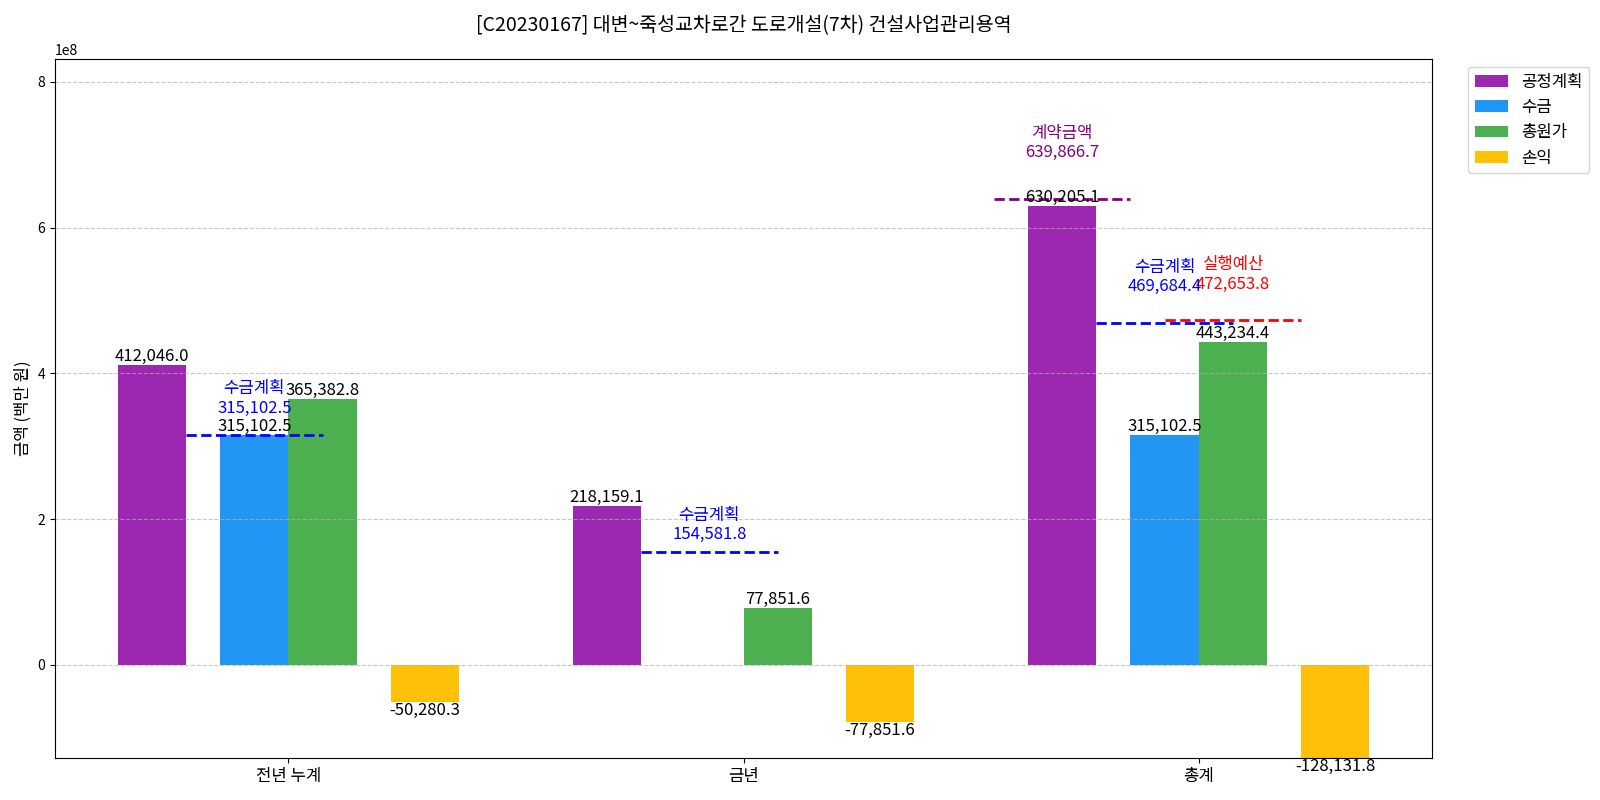 [C20230167] 대변~죽성교차로간 도로개설(7차) 건설사업관리용역
1e8
8
6
4
2
0
금액 (백만 원)
공정계획
수금
총원가
손익
412,046.0
수금계획
315,102.5
315,102.5
365,382.8
-50,280.3
218,159.1
수금계획
154,581.8
77,851.6
-77,851.6
계약금액
639,866.7
630,205.1
수금계획
469,684.4
실행예산
472,653.8
443,234.4
315,102.5
-128,131.8
전년 누계
금년
총계